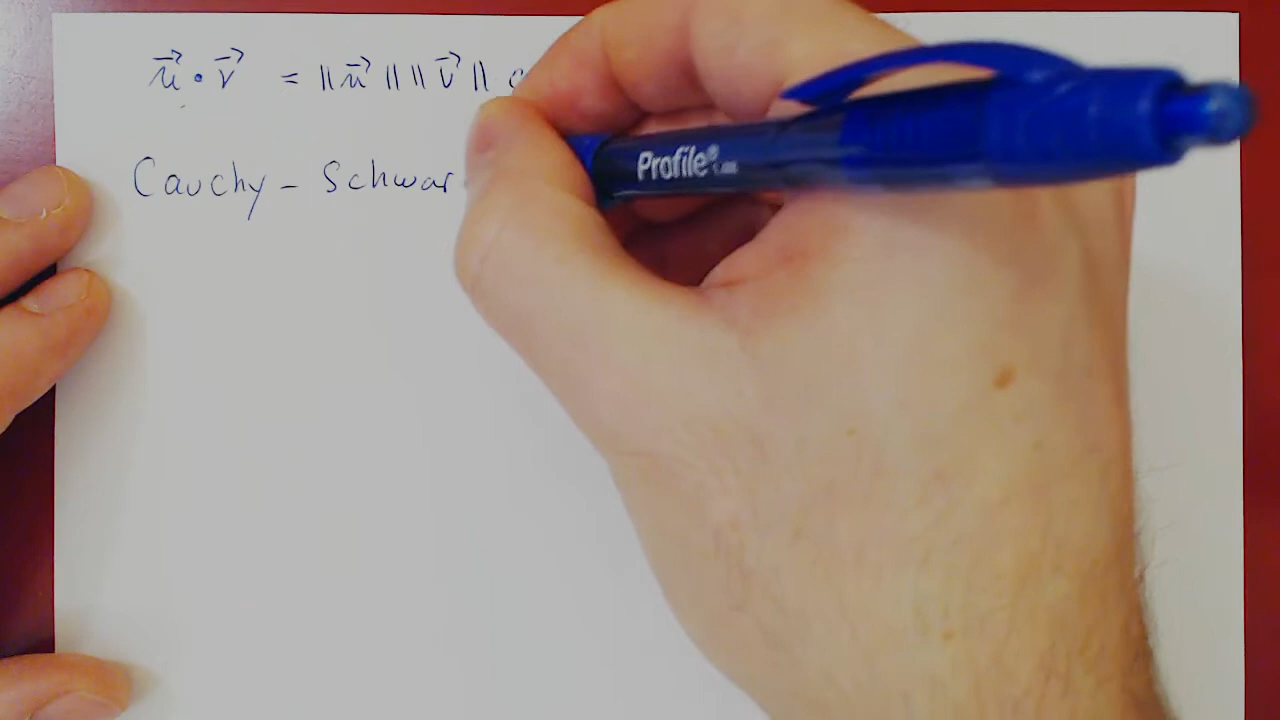 u⃗ • v⃗ = ‖u⃗‖ ‖v⃗‖ c
Cauchy - Schwar
Profile®